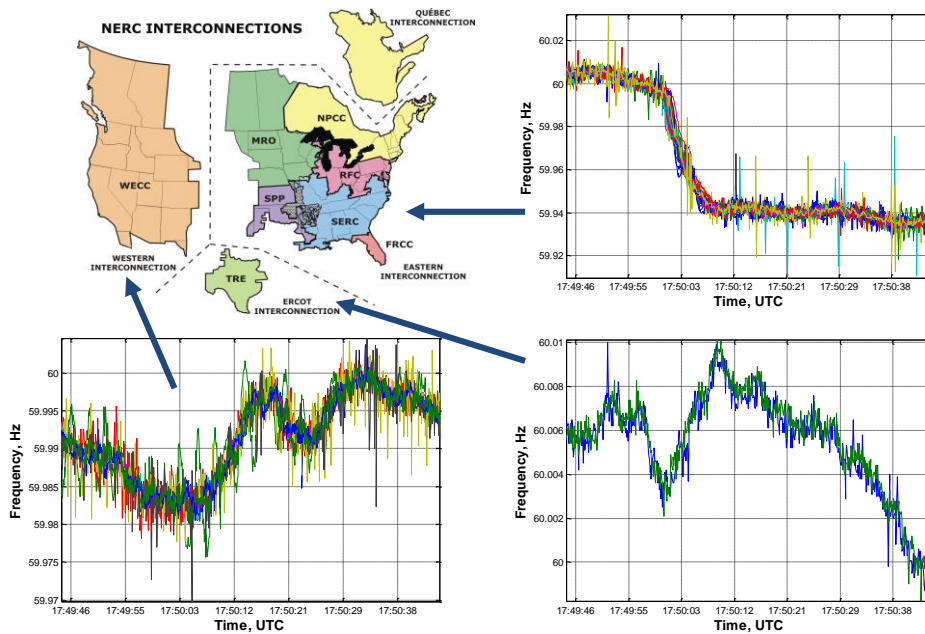 NERC INTERCONNECTIONS
QUÉBEC
INTERCONNECTION
NPCC
MRO
RFC
WECC
SPP
SERC
FRCC
WESTERN
INTERCONNECTION
EASTERN
INTERCONNECTION
TRE
ERCOT
INTERCONNECTION
60.02
60
59.98
59.96
59.94
59.92
Frequency, Hz
17:49:46 17:49:55 17:50:03 17:50:12 17:50:21 17:50:29 17:50:38
Time, UTC
60
59.995
59.99
59.985
59.98
59.975
59.97
Frequency, Hz
17:49:46 17:49:55 17:50:03 17:50:12 17:50:21 17:50:29 17:50:38
Time, UTC
60.01
60.008
60.006
60.004
60.002
60
Frequency, Hz
17:49:46 17:49:55 17:50:03 17:50:12 17:50:21 17:50:29 17:50:38
Time, UTC